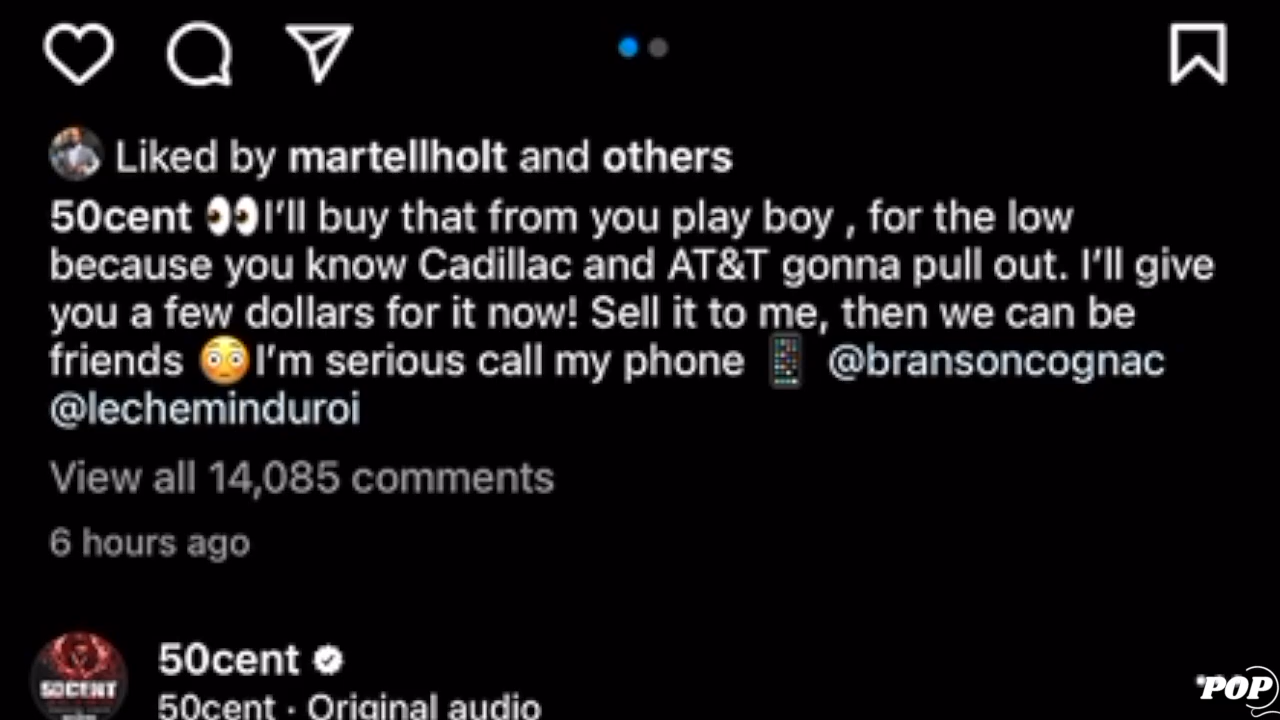 Liked by martellholt and others
50cent 👀I'll buy that from you play boy , for the low
because you know Cadillac and AT&T gonna pull out. I'll give
you a few dollars for it now! Sell it to me, then we can be
friends 😳I'm serious call my phone 📱 @bransoncognac
@lecheminduroi
View all 14,085 comments
6 hours ago
50cent
50CENT
50cent · Original audio
POP